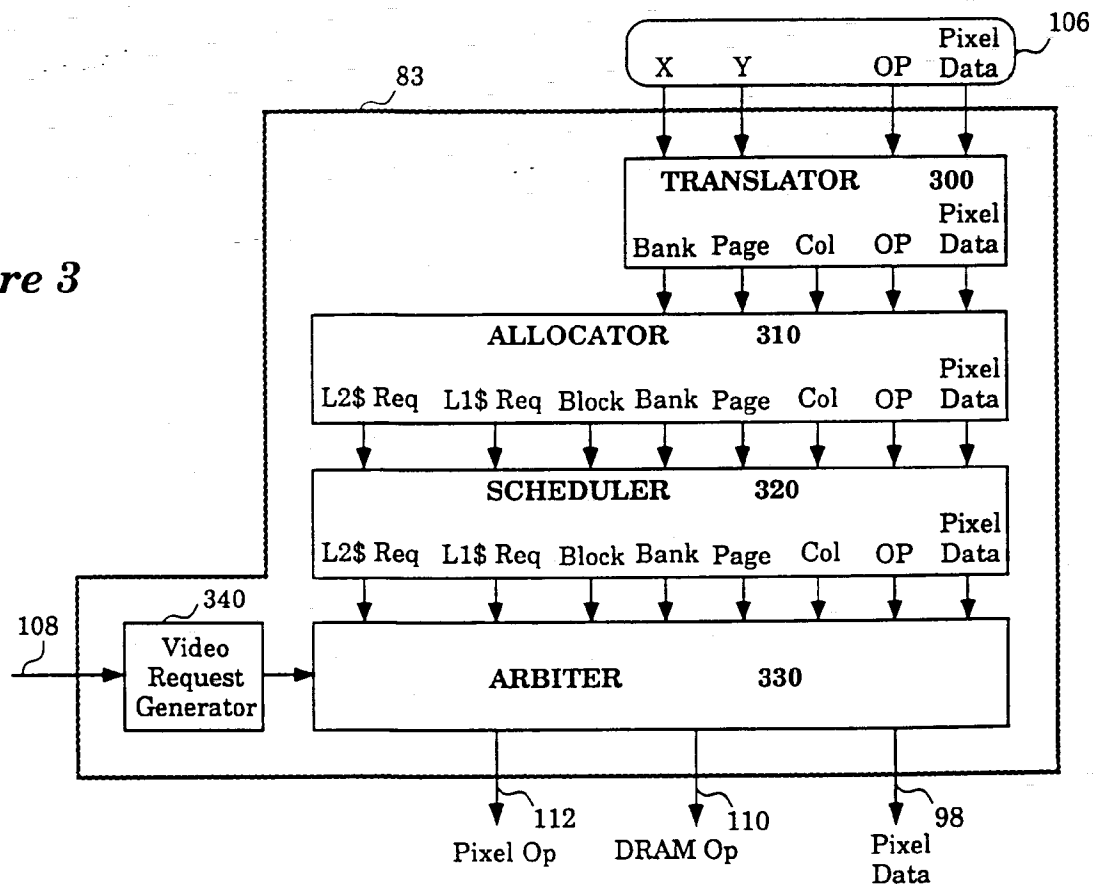 106
X Y OP Pixel Data
83
TRANSLATOR 300
Bank Page Col OP Pixel Data
re 3
ALLOCATOR 310
L2$ Req L1$ Req Block Bank Page Col OP Pixel Data
SCHEDULER 320
L2$ Req L1$ Req Block Bank Page Col OP Pixel Data
340
108
Video
Request
Generator
ARBITER 330
112
110
98
Pixel Op
DRAM Op
Pixel
Data